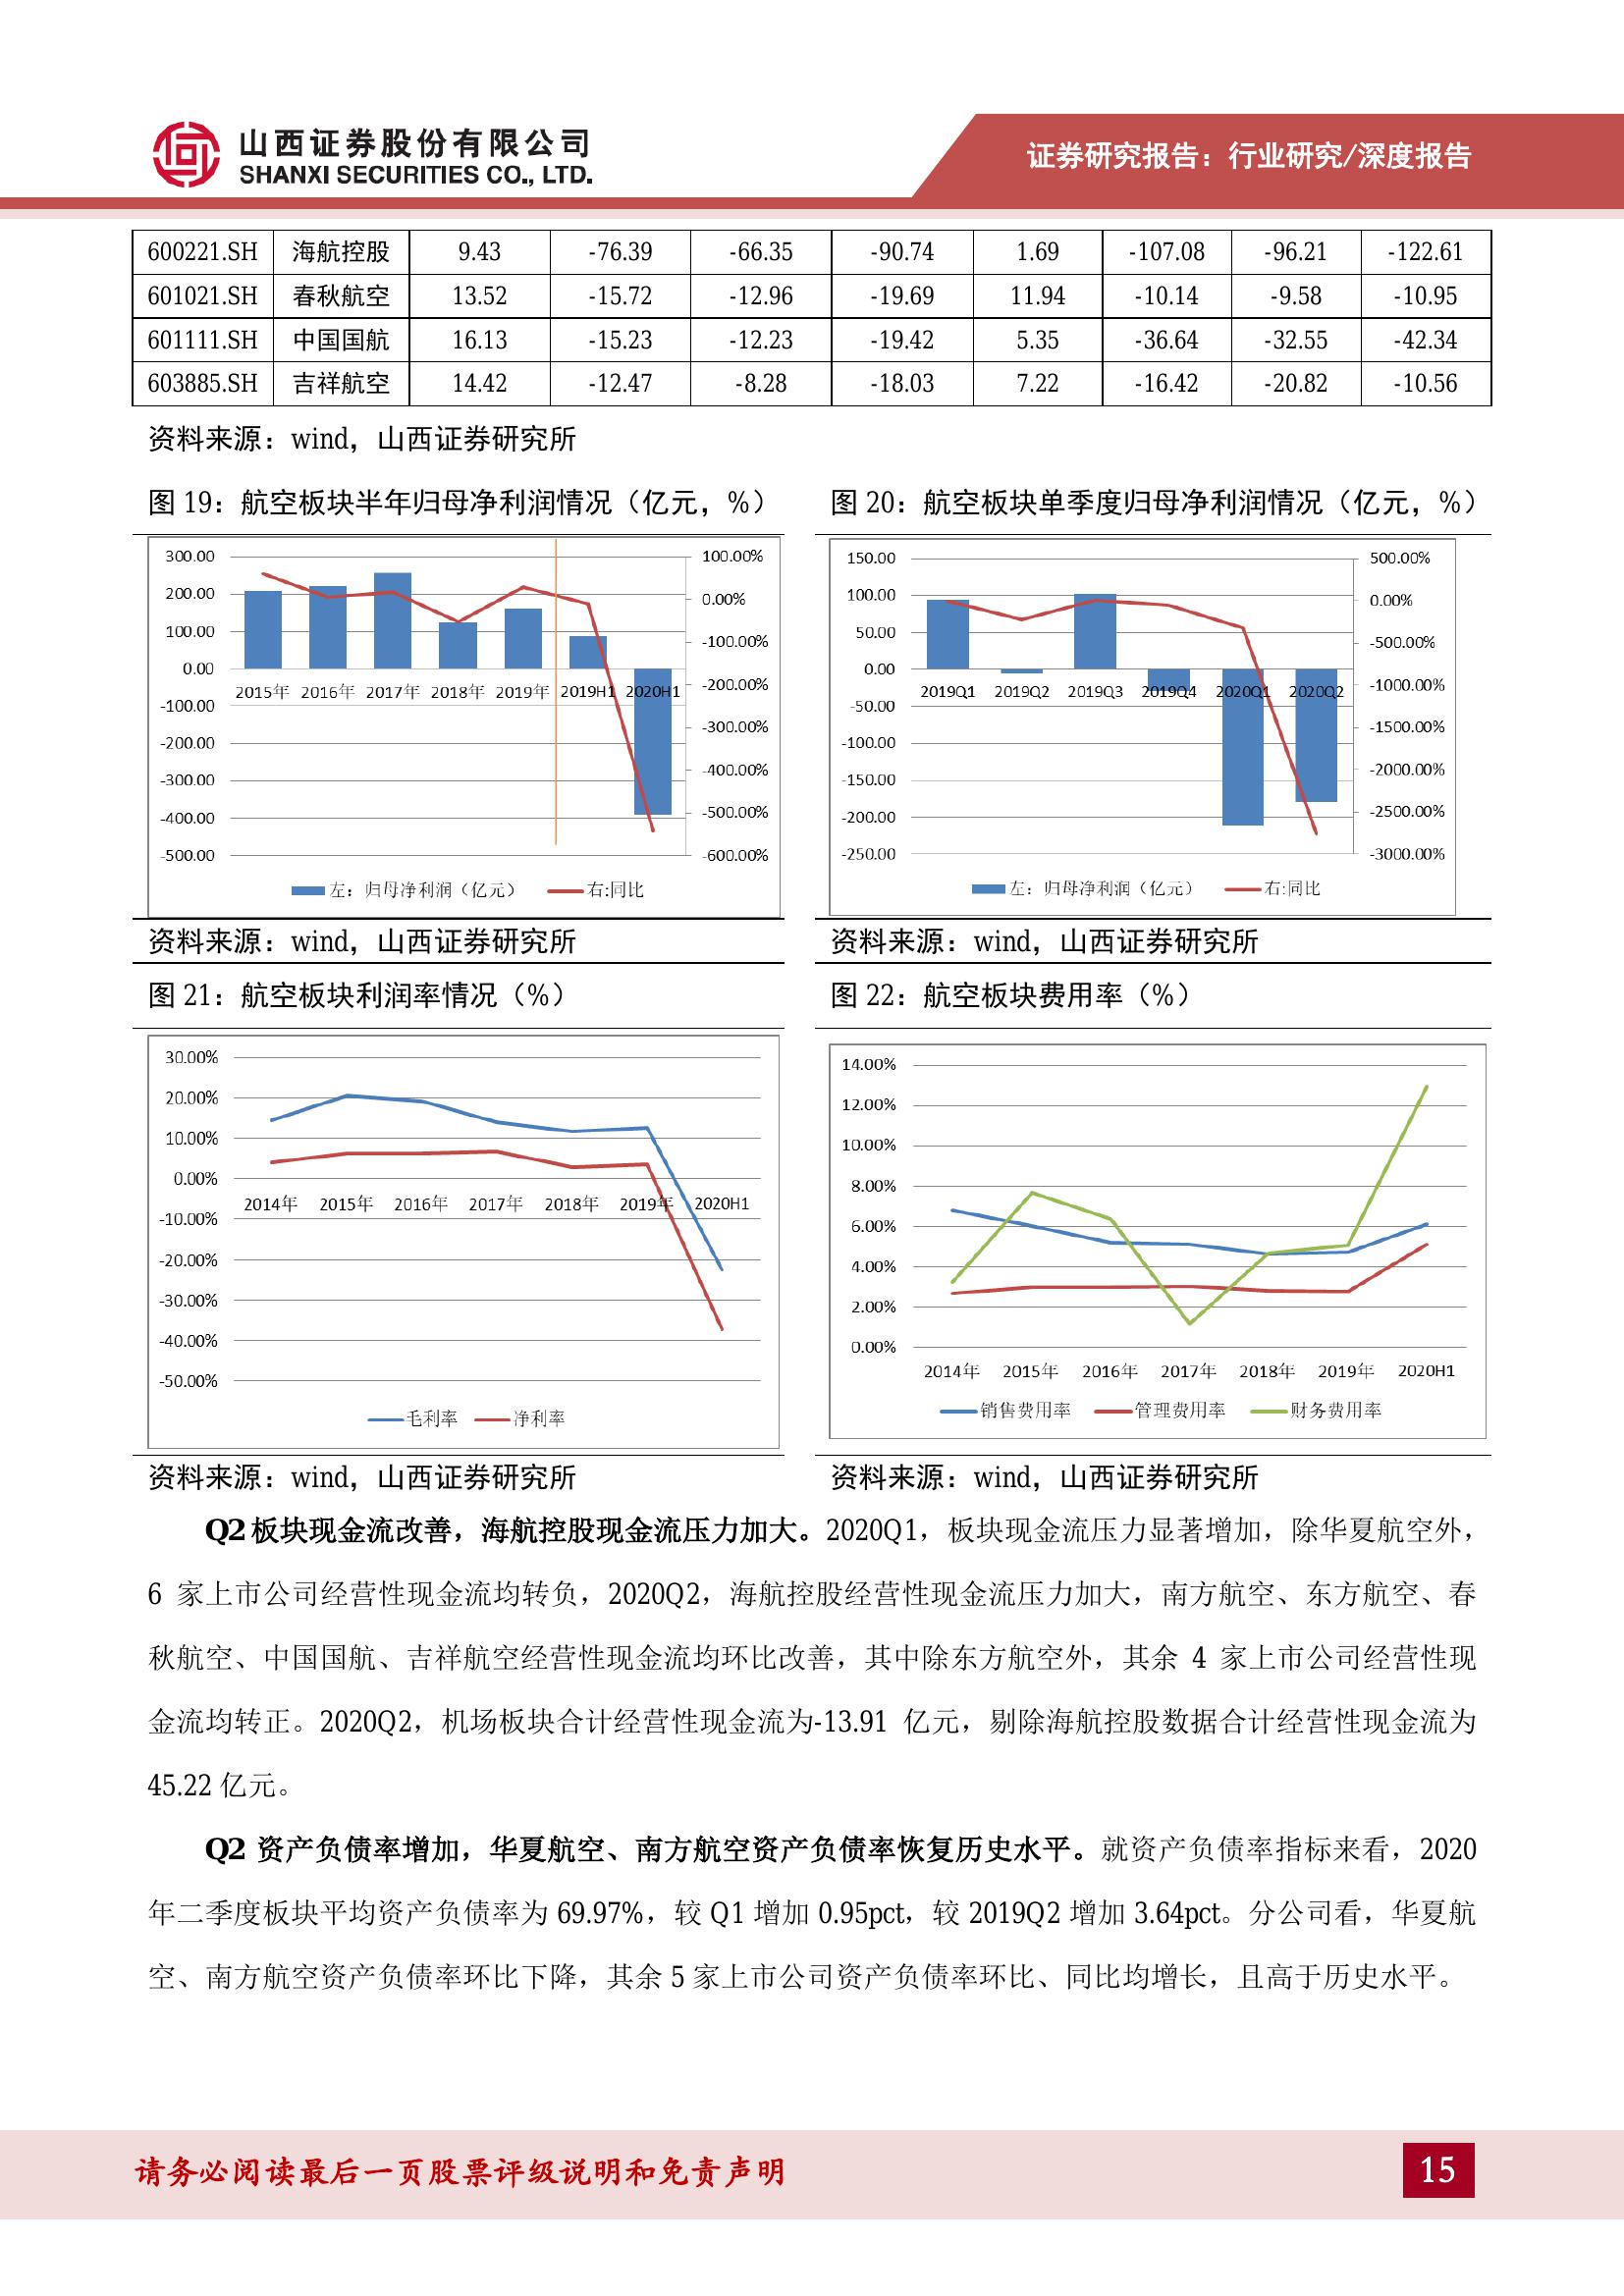 山西证券股份有限公司
SHANXI SECURITIES CO., LTD.
证券研究报告：行业研究/深度报告
600221.SH 海航控股 9.43 -76.39 -66.35 -90.74 1.69 -107.08 -96.21 -122.61
601021.SH 春秋航空 13.52 -15.72 -12.96 -19.69 11.94 -10.14 -9.58 -10.95
601111.SH 中国国航 16.13 -15.23 -12.23 -19.42 5.35 -36.64 -32.55 -42.34
603885.SH 吉祥航空 14.42 -12.47 -8.28 -18.03 7.22 -16.42 -20.82 -10.56
资料来源：wind，山西证券研究所
图 19：航空板块半年归母净利润情况（亿元，%）
300.00
200.00
100.00
0.00
-100.00
-200.00
-300.00
-400.00
-500.00
2015年 2016年 2017年 2018年 2019年 2019H1 2020H1
100.00%
0.00%
-100.00%
-200.00%
-300.00%
-400.00%
-500.00%
-600.00%
左：归母净利润（亿元） 右:同比
资料来源：wind，山西证券研究所
图 20：航空板块单季度归母净利润情况（亿元，%）
150.00
100.00
50.00
0.00
-50.00
-100.00
-150.00
-200.00
-250.00
2019Q1 2019Q2 2019Q3 2019Q4 2020Q1 2020Q2
500.00%
0.00%
-500.00%
-1000.00%
-1500.00%
-2000.00%
-2500.00%
-3000.00%
左：归母净利润（亿元） 右:同比
资料来源：wind，山西证券研究所
图 21：航空板块利润率情况（%）
30.00%
20.00%
10.00%
0.00%
-10.00%
-20.00%
-30.00%
-40.00%
-50.00%
2014年 2015年 2016年 2017年 2018年 2019年 2020H1
毛利率 净利率
资料来源：wind，山西证券研究所
图 22：航空板块费用率（%）
14.00%
12.00%
10.00%
8.00%
6.00%
4.00%
2.00%
0.00%
2014年 2015年 2016年 2017年 2018年 2019年 2020H1
销售费用率 管理费用率 财务费用率
资料来源：wind，山西证券研究所
Q2 板块现金流改善，海航控股现金流压力加大。2020Q1，板块现金流压力显著增加，除华夏航空外，
6 家上市公司经营性现金流均转负，2020Q2，海航控股经营性现金流压力加大，南方航空、东方航空、春
秋航空、中国国航、吉祥航空经营性现金流均环比改善，其中除东方航空外，其余 4 家上市公司经营性现
金流均转正。2020Q2，机场板块合计经营性现金流为-13.91 亿元，剔除海航控股数据合计经营性现金流为
45.22 亿元。
Q2 资产负债率增加，华夏航空、南方航空资产负债率恢复历史水平。就资产负债率指标来看，2020
年二季度板块平均资产负债率为 69.97%，较 Q1 增加 0.95pct，较 2019Q2 增加 3.64pct。分公司看，华夏航
空、南方航空资产负债率环比下降，其余 5 家上市公司资产负债率环比、同比均增长，且高于历史水平。
请务必阅读最后一页股票评级说明和免责声明
15